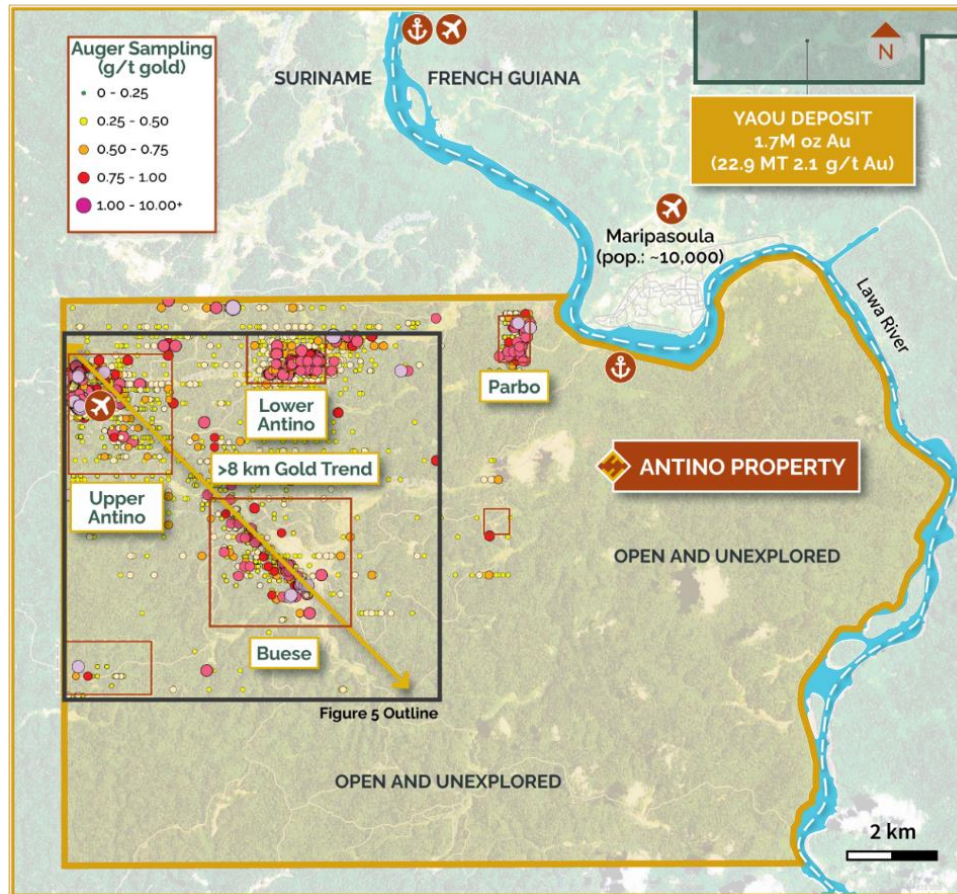 Auger Sampling
(g/t gold)
0 - 0.25
0.25 - 0.50
0.50 - 0.75
0.75 - 1.00
1.00 - 10.00+
SURINAME
FRENCH GUIANA
N
YAOU DEPOSIT
1.7M oz Au
(22.9 MT 2.1 g/t Au)
Maripasoula
(pop.: ~10,000)
Lawa River
Lower
Antino
Parbo
>8 km Gold Trend
ANTINO PROPERTY
Upper
Antino
OPEN AND UNEXPLORED
Buese
Figure 5 Outline
OPEN AND UNEXPLORED
2 km